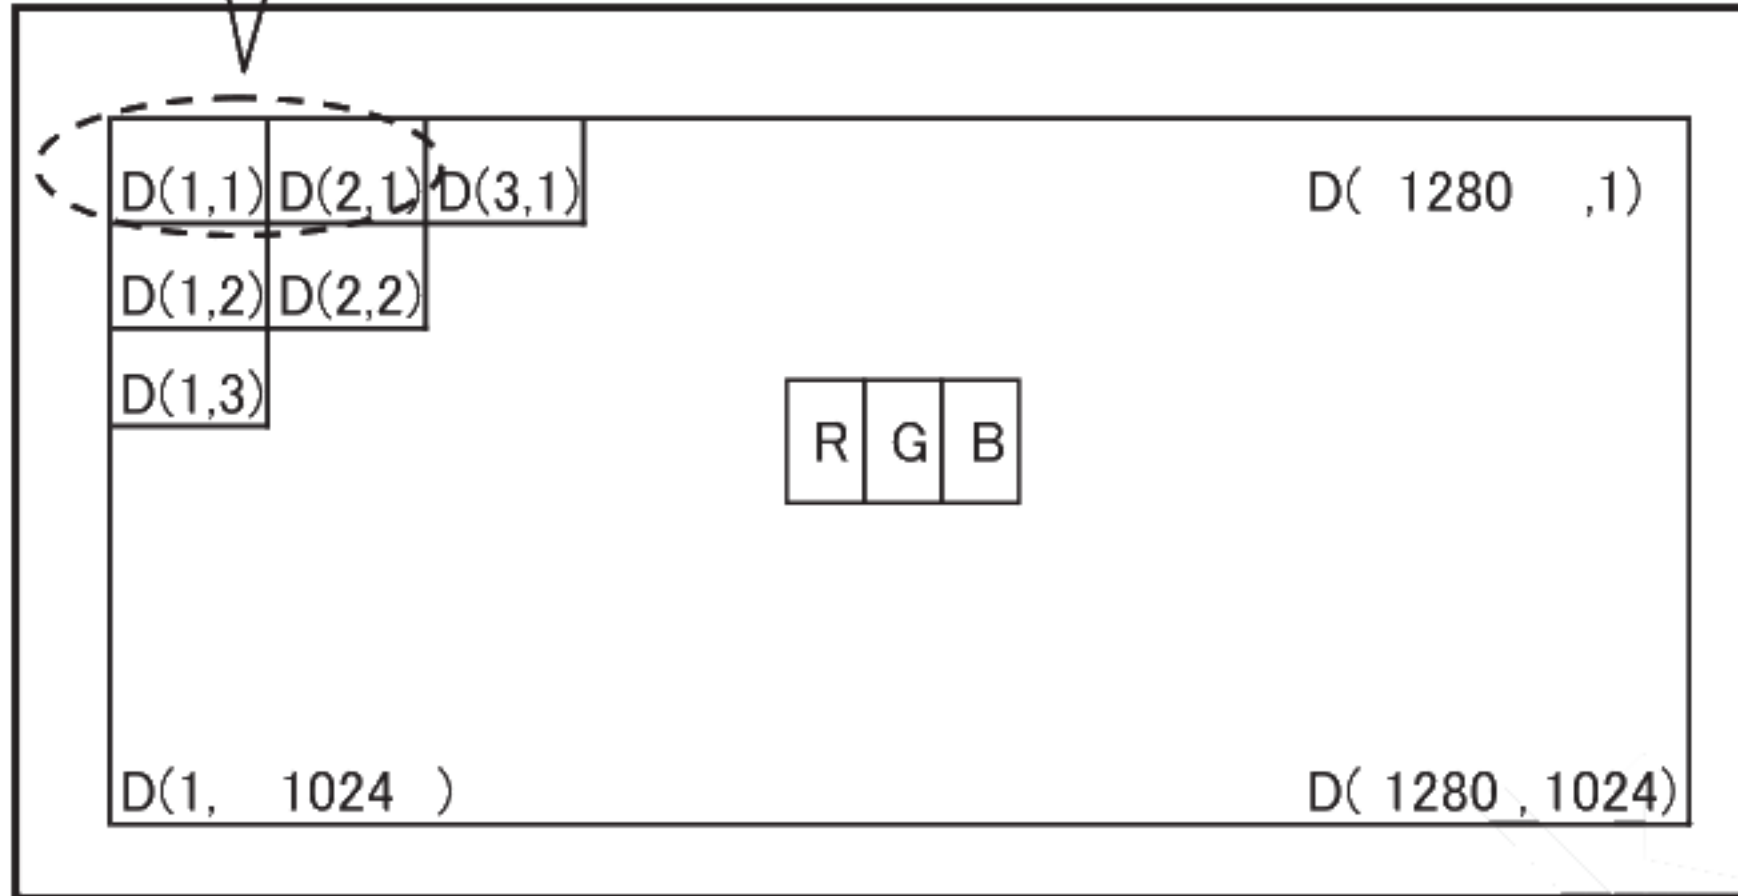 D(1,1) D(2,1) D(3,1) D( 1280 ,1)
D(1,2) D(2,2)
D(1,3)
R G B
D(1, 1024 ) D( 1280 , 1024)